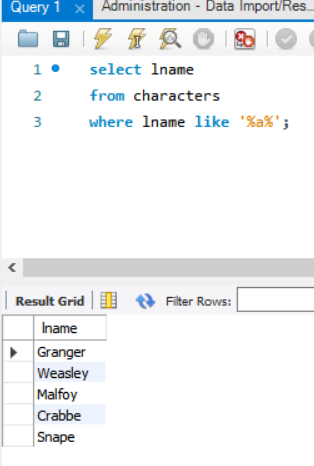 Query 1 × Administration - Data Import/Res...
1 select lname
2 from characters
3 where lname like '%a%';
Result Grid Filter Rows:
lname
Granger
Weasley
Malfoy
Crabbe
Snape